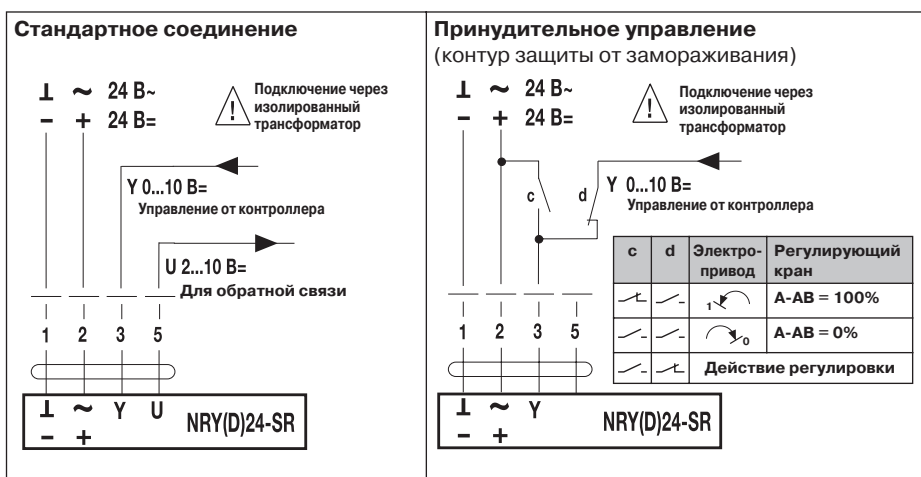 Стандартное соединение
⊥ ~ 24 В~
– + 24 В=
Подключение через
изолированный
трансформатор
Y 0...10 В=
Управление от контроллера
U 2...10 В=
Для обратной связи
1 2 3 5
⊥ ~ Y U
– +
NRY(D)24-SR
Принудительное управление
(контур защиты от замораживания)
⊥ ~ 24 В~
– + 24 В=
Подключение через
изолированный
трансформатор
c d
Y 0...10 В=
Управление от контроллера
c d Электро-привод Регулирующий кран
1 A-AB = 100%
0 A-AB = 0%
Действие регулировки
1 2 3 5
⊥ ~ Y
– +
NRY(D)24-SR